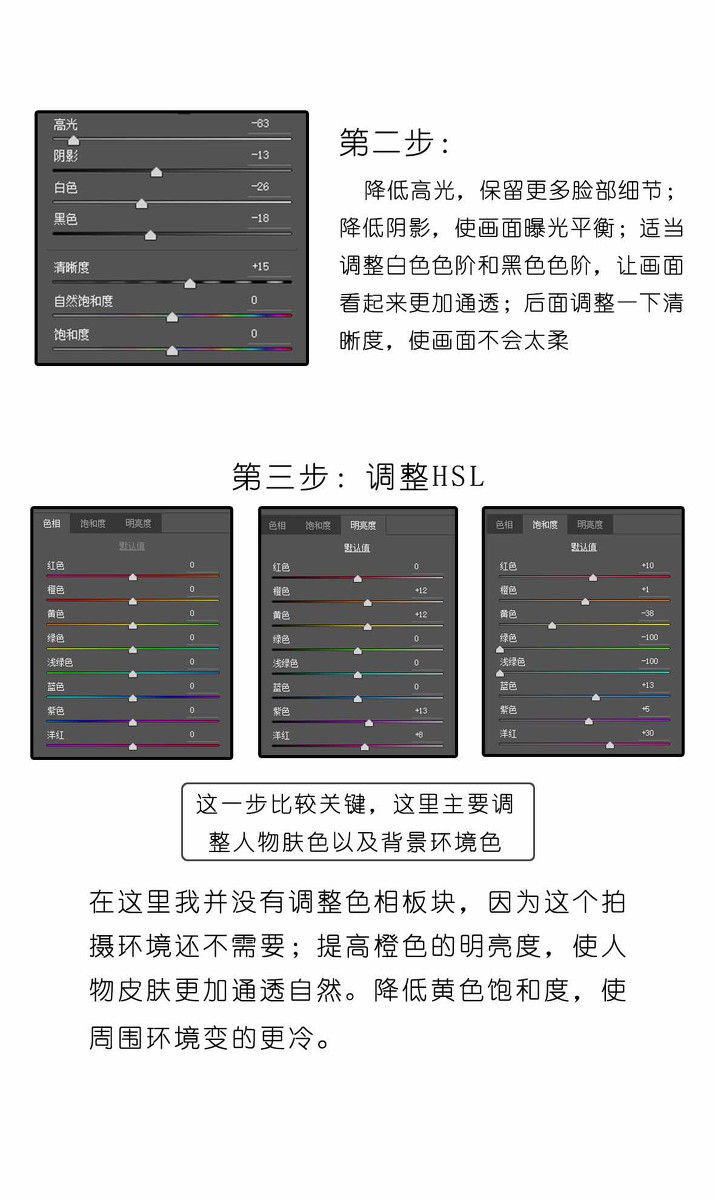 高光 -83
阴影 -13
白色 -26
黑色 -18
清晰度 +15
自然饱和度 0
饱和度 0
第二步：
降低高光，保留更多脸部细节；
降低阴影，使画面曝光平衡；适当
调整白色色阶和黑色色阶，让画面
看起来更加通透；后面调整一下清
晰度，使画面不会太柔
第三步：调整HSL
色相 饱和度 明亮度
默认值
红色 0
橙色 0
黄色 0
绿色 0
浅绿色 0
蓝色 0
紫色 0
洋红 0
色相 饱和度 明亮度
默认值
红色 0
橙色 +12
黄色 +12
绿色 0
浅绿色 0
蓝色 0
紫色 +13
洋红 +8
色相 饱和度 明亮度
默认值
红色 +10
橙色 +1
黄色 -38
绿色 -100
浅绿色 -100
蓝色 +13
紫色 +5
洋红 +30
这一步比较关键，这里主要调
整人物肤色以及背景环境色
在这里我并没有调整色相板块，因为这个拍
摄环境还不需要；提高橙色的明亮度，使人
物皮肤更加通透自然。降低黄色饱和度，使
周围环境变的更冷。